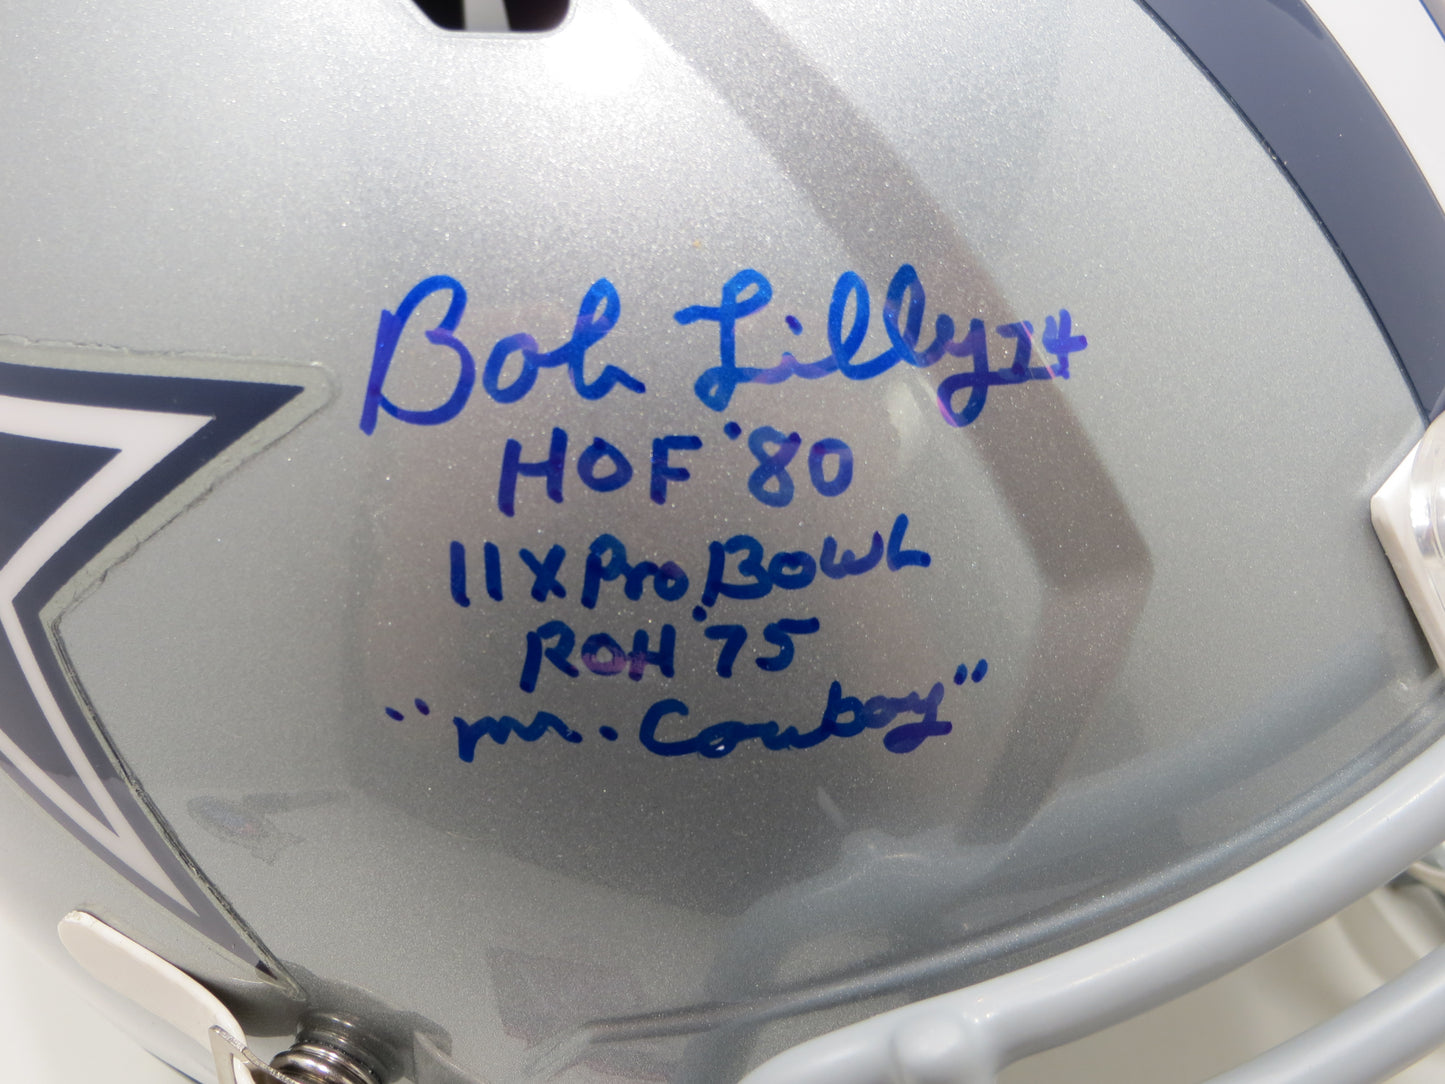 Bob Lilly 74
HOF '80
11X Pro Bowl
ROH '75
"Mr. Cowboy"